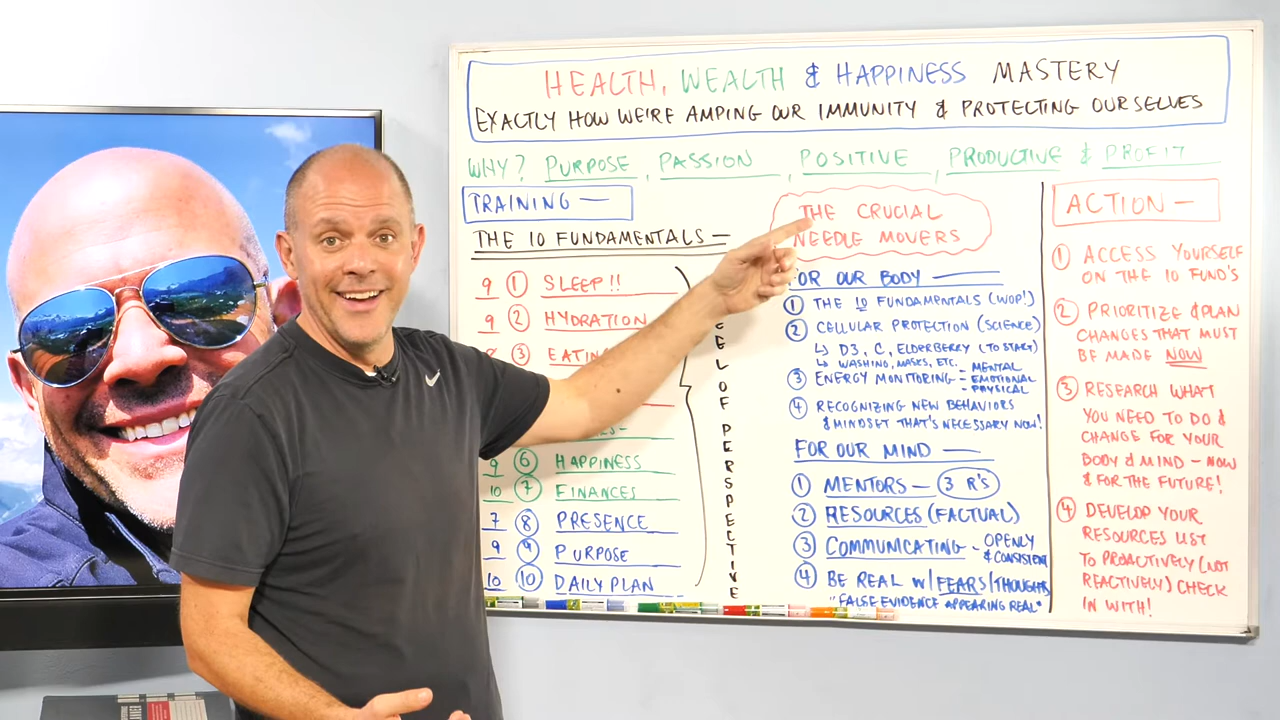 HEALTH, WEALTH & HAPPINESS MASTERY
EXACTLY HOW WE'RE AMPING OUR IMMUNITY & PROTECTING OURSELVES
WHY? PURPOSE, PASSION, POSITIVE, PRODUCTIVE & PROFIT
TRAINING —
THE 10 FUNDAMENTALS —
9 ① SLEEP!!
9 ② HYDRATION
③
9 ⑥ HAPPINESS
10 ⑦ FINANCES
7 ⑧ PRESENCE
9 ⑨ PURPOSE
10 ⑩ DAILY PLAN
OF PERSPECTIVE
THE CRUCIAL
NEEDLE MOVERS
FOR OUR BODY —
① THE 10 FUNDAMENTALS (WOP!)
② CELLULAR PROTECTION (SCIENCE)
↳ D3, C, ELDERBERRY (TO START)
↳ WASHING, MASKS, ETC.
③ ENERGY MONITORING
– MENTAL
– EMOTIONAL
– PHYSICAL
④ RECOGNIZING NEW BEHAVIORS
& MINDSET THAT'S NECESSARY NOW!
FOR OUR MIND —
① MENTORS — 3 R'S
② RESOURCES (FACTUAL)
③ COMMUNICATING – OPENLY
& CONSISTENT
④ BE REAL W/ FEARS/THOUGHTS
"FALSE EVIDENCE APPEARING REAL"
ACTION —
① ACCESS YOURSELF
ON THE 10 FUND'S
② PRIORITIZE & PLAN
CHANGES THAT MUST
BE MADE NOW
③ RESEARCH WHAT
YOU NEED TO DO &
CHANGE FOR YOUR
BODY & MIND – NOW
& FOR THE FUTURE!
④ DEVELOP YOUR
RESOURCES LIST
TO PROACTIVELY (NOT
REACTIVELY) CHECK
IN WITH!